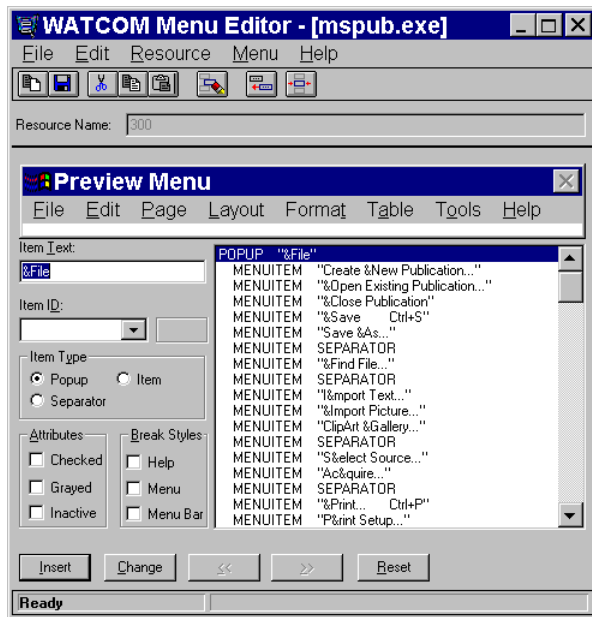 WATCOM Menu Editor - [mspub.exe]
File Edit Resource Menu Help
Resource Name: 300
Preview Menu
File Edit Page Layout Format Table Tools Help
Item Text:
&File
Item ID:
Item Type
Popup Item
Separator
Attributes
Checked
Grayed
Inactive
Break Styles
Help
Menu
Menu Bar
POPUP "&File"
MENUITEM "Create &New Publication..."
MENUITEM "&Open Existing Publication..."
MENUITEM "&Close Publication"
MENUITEM "&Save Ctrl+S"
MENUITEM "Save &As..."
SEPARATOR
MENUITEM "&Find File..."
SEPARATOR
MENUITEM "I&mport Text..."
MENUITEM "&Import Picture..."
MENUITEM "ClipArt &Gallery..."
SEPARATOR
MENUITEM "S&elect Source..."
MENUITEM "Ac&quire..."
SEPARATOR
MENUITEM "&Print... Ctrl+P"
MENUITEM "P&rint Setup..."
Insert Change << >> Reset
Ready